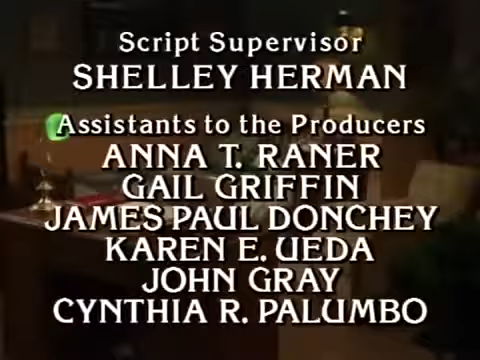 Script Supervisor
SHELLEY HERMAN
Assistants to the Producers
ANNA T. RANER
GAIL GRIFFIN
JAMES PAUL DONCHEY
KAREN E. UEDA
JOHN GRAY
CYNTHIA R. PALUMBO